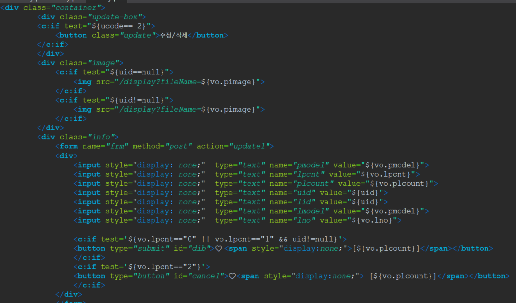 <div class="container">
<div class="update-box">
<c:if test="${ucode== 2}">
<button class="update">수정/삭제</button>
</c:if>
</div>
<div class="image">
<c:if test="${uid==null}">
<img src="/display?fileName=${vo.pimage}">
</c:if>
<c:if test="${uid!=null}">
<img src="/display?fileName=${vo.pimage}">
</c:if>
</div>
<div class="info">
<form name="frm" method="post" action="update1">
<div>
<input style="display: none;" type="text" name="pmodel" value="${vo.pmodel}">
<input style="display: none;" type="text" name="lpont" value="${vo.lpont}">
<input style="display: none;" type="text" name="plcount" value="${vo.plcount}">
<input style="display: none;" type="text" name="uid" value="${uid}">
<input style="display: none;" type="text" name="lid" value="${uid}">
<input style="display: none;" type="text" name="lmodel" value="${vo.pmodel}">
<input style="display: none;" type="text" name="lno" value="${vo.lno}">
<c:if test='${vo.lpont=="0" || vo.lpont=="1" && uid!=null}'>
<button type="submit" id="dib">♡<span style="display:none;">[${vo.plcount}]</span></button>
</c:if>
<c:if test='${vo.lpont=="2"}'>
<button type="button" id="cancel">♡<span style="display:none;"> [${vo.plcount}]</span></button>
</c:if>
</div>